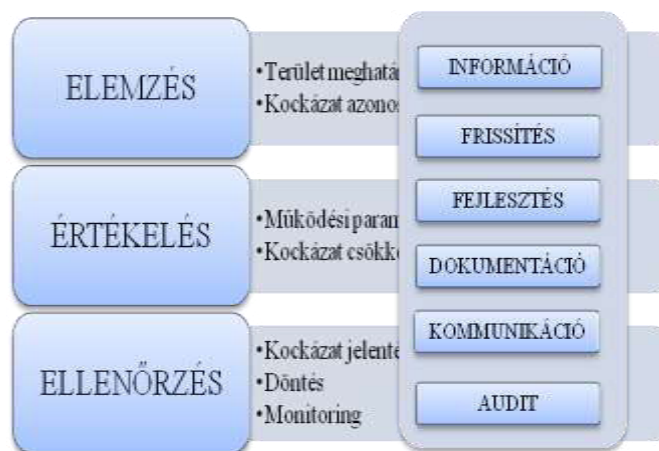 ELEMZÉS
•Terület
•Kockázat
ÉRTÉKELÉS
•Működési
•Kockázat
ELLENŐRZÉS
•Kockázat
•Döntés
•Monitoring
INFORMÁCIÓ
FRISSÍTÉS
FEJLESZTÉS
DOKUMENTÁCIÓ
KOMMUNIKÁCIÓ
AUDIT